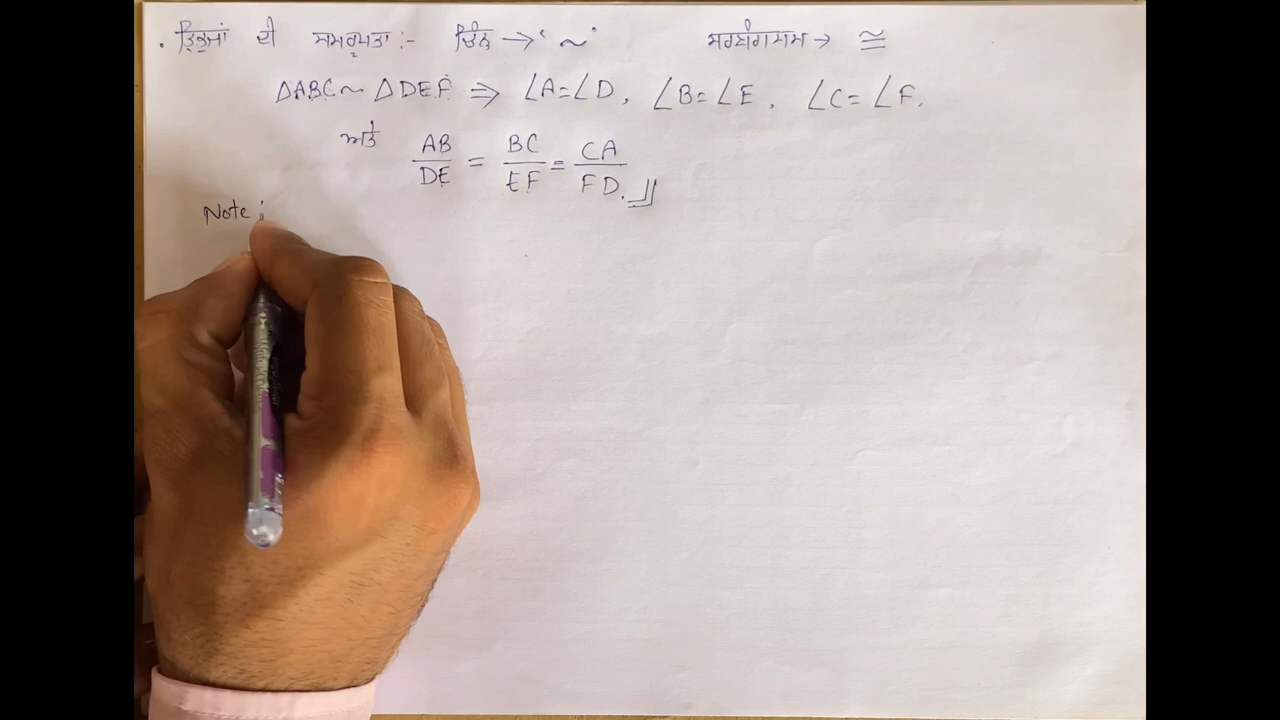 . ਤ੍ਰਿਭੁਜਾਂ ਦੀ ਸਮਰੂਪਤਾ :- ਚਿੰਨ੍ਹ → ' ~ ' ਸਰਬੰਗਸਮ → ≅
ΔABC ~ ΔDEF ⇒ ∠A = ∠D, ∠B = ∠E, ∠C = ∠F.
ਅਤੇ AB/DE = BC/EF = CA/FD.
Note :